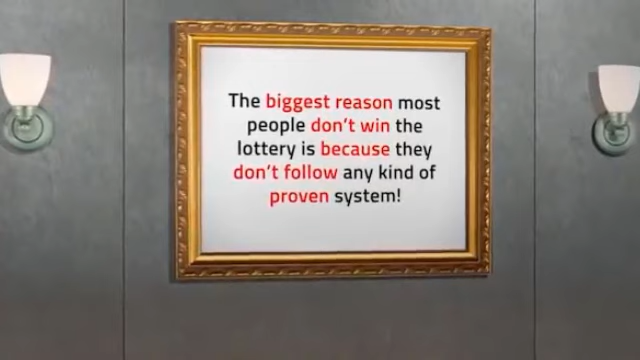 The biggest reason most
people don't win the
lottery is because they
don't follow any kind of
proven system!